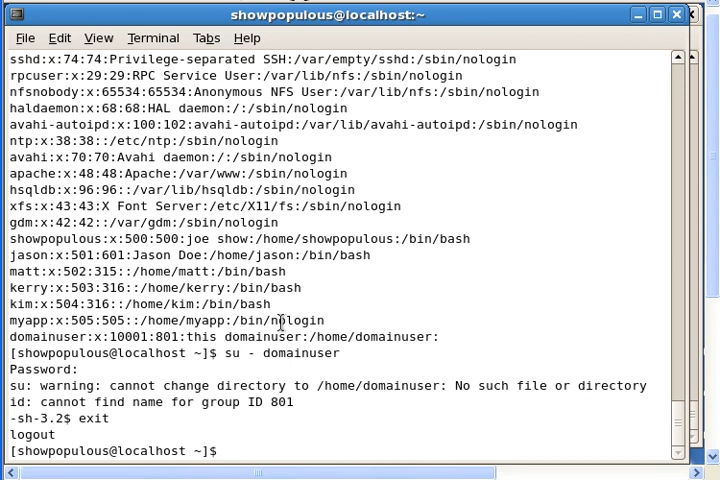 showpopulous@localhost:~
File Edit View Terminal Tabs Help
sshd:x:74:74:Privilege-separated SSH:/var/empty/sshd:/sbin/nologin
rpcuser:x:29:29:RPC Service User:/var/lib/nfs:/sbin/nologin
nfsnobody:x:65534:65534:Anonymous NFS User:/var/lib/nfs:/sbin/nologin
haldaemon:x:68:68:HAL daemon:/:/sbin/nologin
avahi-autoipd:x:100:102:avahi-autoipd:/var/lib/avahi-autoipd:/sbin/nologin
ntp:x:38:38::/etc/ntp:/sbin/nologin
avahi:x:70:70:Avahi daemon:/:/sbin/nologin
apache:x:48:48:Apache:/var/www:/sbin/nologin
hsqldb:x:96:96::/var/lib/hsqldb:/sbin/nologin
xfs:x:43:43:X Font Server:/etc/X11/fs:/sbin/nologin
gdm:x:42:42::/var/gdm:/sbin/nologin
showpopulous:x:500:500:joe show:/home/showpopulous:/bin/bash
jason:x:501:601:Jason Doe:/home/jason:/bin/bash
matt:x:502:315::/home/matt:/bin/bash
kerry:x:503:316::/home/kerry:/bin/bash
kim:x:504:316::/home/kim:/bin/bash
myapp:x:505:505::/home/myapp:/bin/nologin
domainuser:x:10001:801:this domainuser:/home/domainuser:
[showpopulous@localhost ~]$ su - domainuser
Password:
su: warning: cannot change directory to /home/domainuser: No such file or directory
id: cannot find name for group ID 801
-sh-3.2$ exit
logout
[showpopulous@localhost ~]$